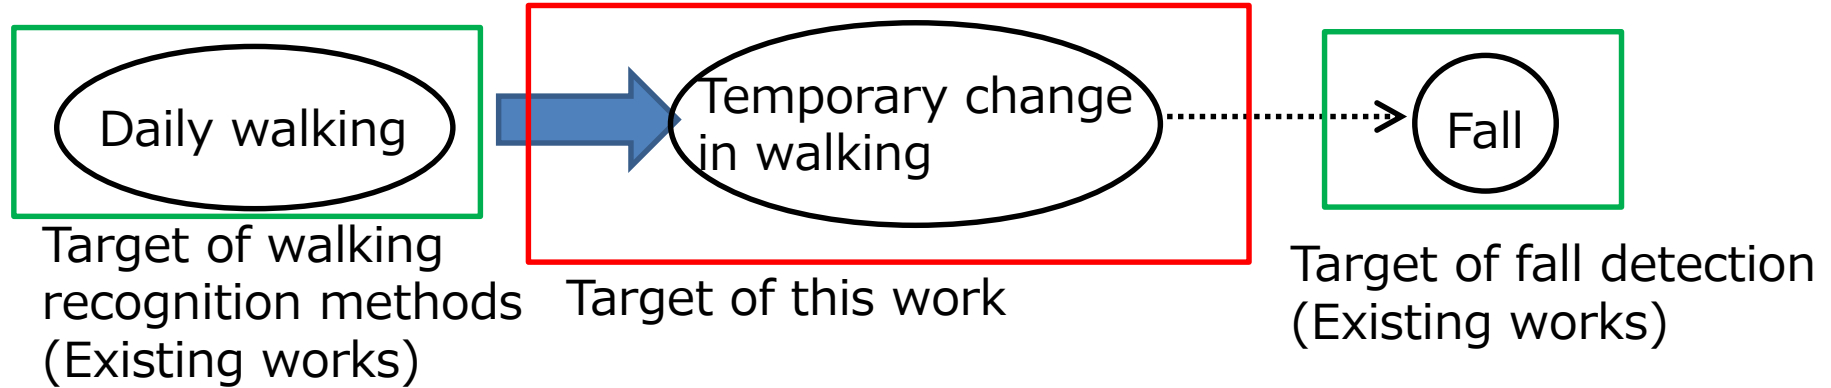 Daily walking
Target of walking
recognition methods
(Existing works)
Temporary change
in walking
Target of this work
Fall
Target of fall detection
(Existing works)